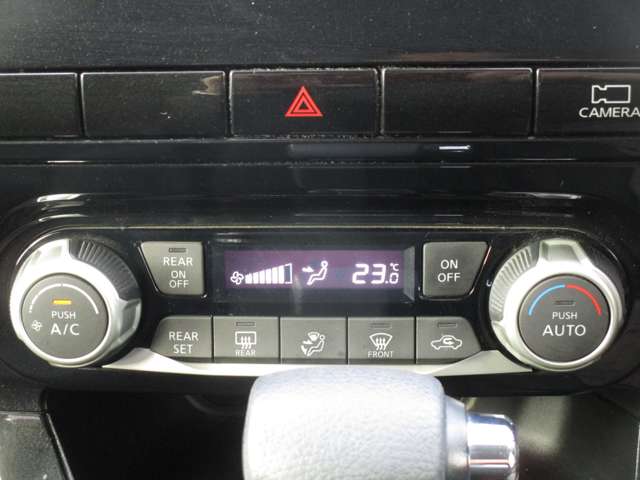 CAMERA
REAR
ON
OFF
23.0 °C
ON
OFF
PUSH
A/C
PUSH
AUTO
REAR
SET
REAR
FRONT